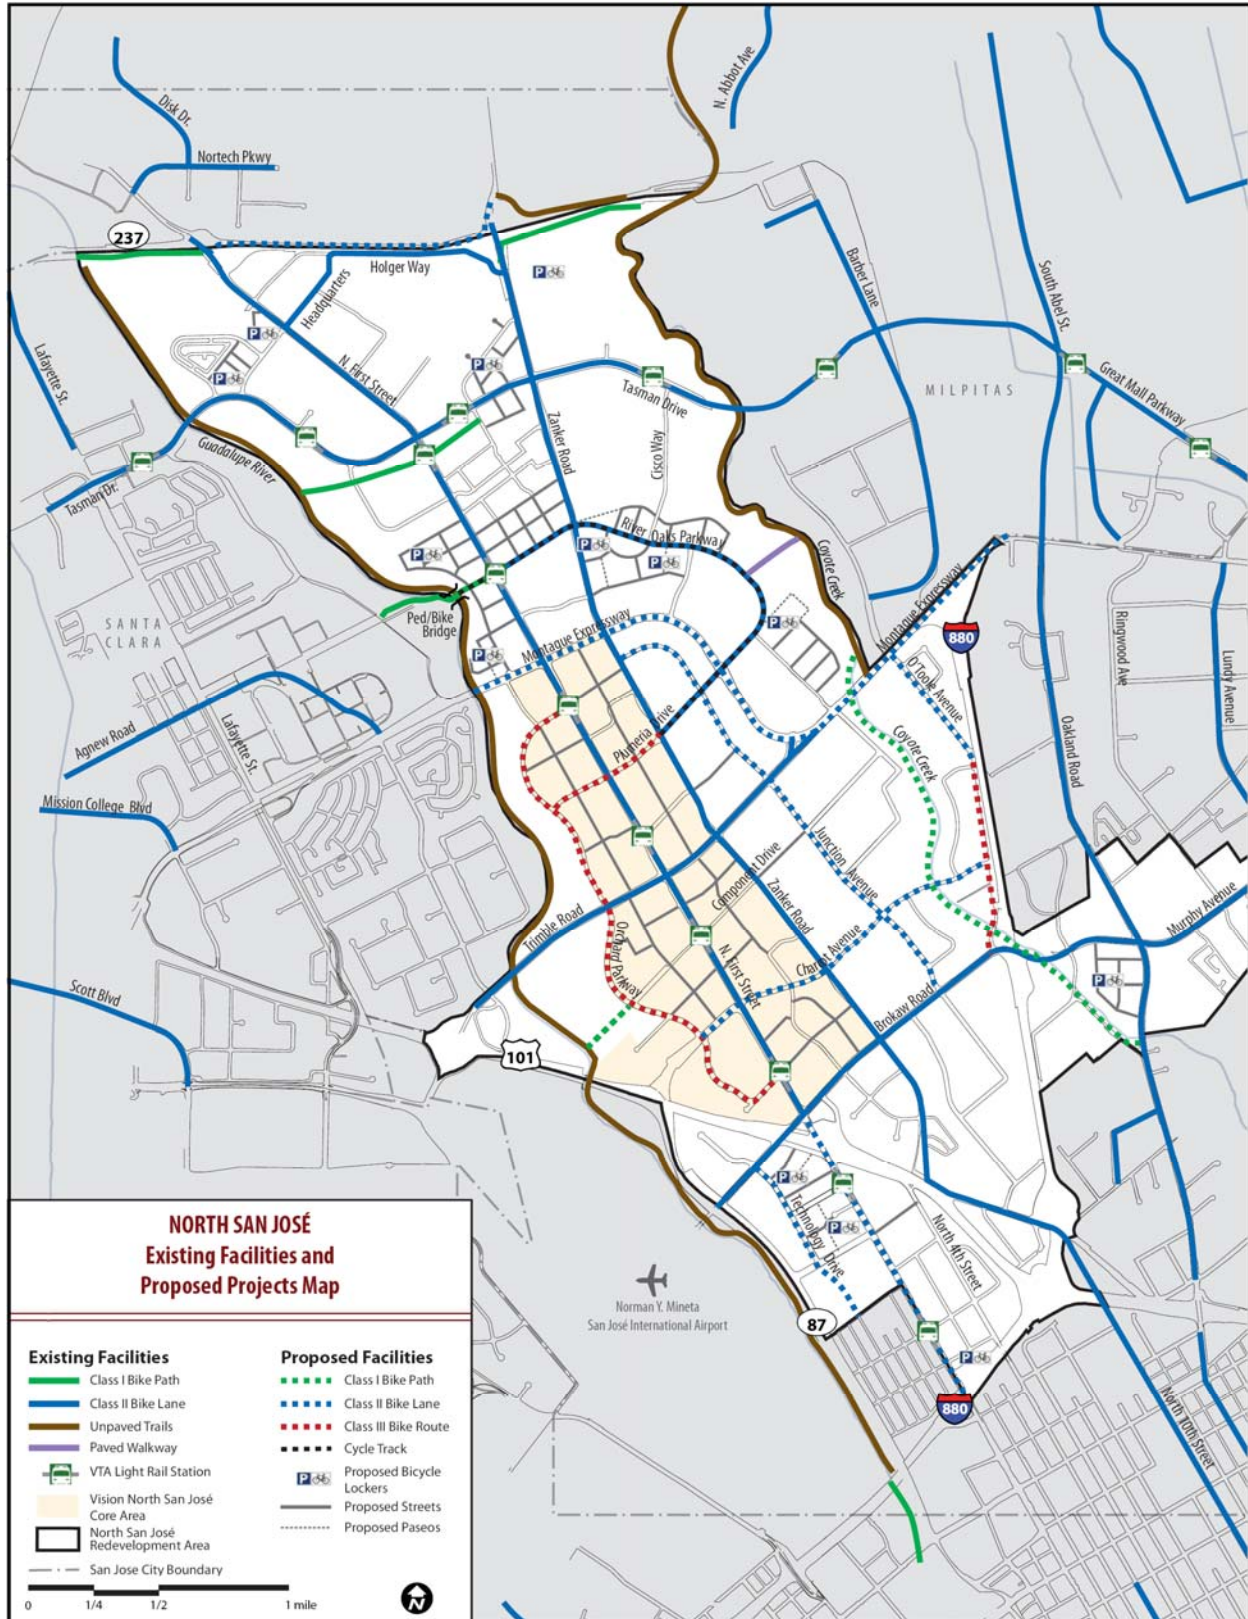 N. Abbot Ave
Disk Dr.
Nortech Pkwy
237
Holger Way
Headquarters
P
Barber Lane
South Abel St.
Lafayette St.
P
P
P
N. First Street
Tasman Drive
MILPITAS
Great Mall Parkway
Zanker Road
Cisco Way
Guadalupe River
Tasman Dr.
River Oaks Parkway
P
P
P
Coyote Creek
Montague Expressway
880
SANTA
CLARA
Ped/Bike
Bridge
P
Montague Expressway
P
O'Toole Avenue
Ringwood Ave
Lundy Avenue
Agnew Road
Lafayette St.
Plumeria Drive
Coyote Creek
Oakland Road
Mission College Blvd
Junction Avenue
Component Drive
Zanker Road
Trimble Road
Orchard Parkway
N. First Street
Charcot Avenue
Murphy Avenue
P
Scott Blvd
Brokaw Road
101
P
P
Technology Drive
North 4th Street
Norman Y. Mineta
San José International Airport
87
P
880
North 10th Street
NORTH SAN JOSÉ
Existing Facilities and
Proposed Projects Map
Existing Facilities
Class I Bike Path
Class II Bike Lane
Unpaved Trails
Paved Walkway
VTA Light Rail Station
Vision North San José
Core Area
North San José
Redevelopment Area
San Jose City Boundary
Proposed Facilities
Class I Bike Path
Class II Bike Lane
Class III Bike Route
Cycle Track
P
Proposed Bicycle
Lockers
Proposed Streets
Proposed Paseos
0 1/4 1/2 1 mile
N